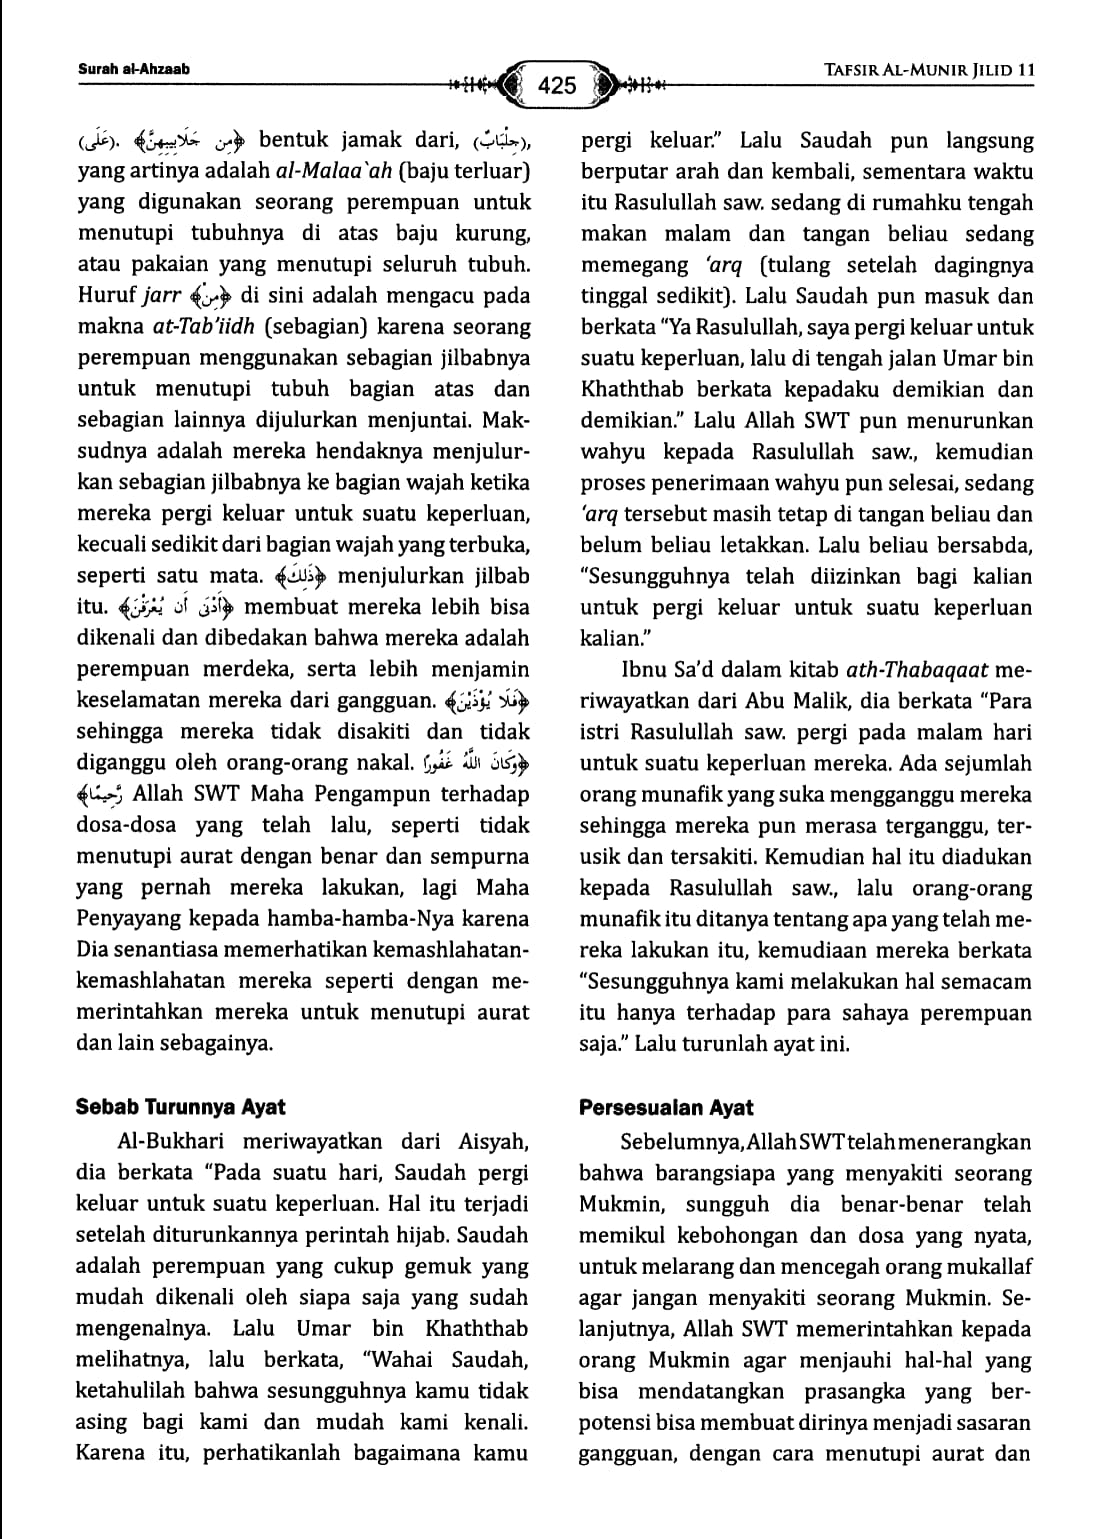 Surah al-Ahzaab
425
TAFSIR AL-MUNIR JILID 11
(عَلَى). ﴿مِن جَلَابِيبِهِنَّ﴾ bentuk jamak dari, (جِلْبَابٌ),
yang artinya adalah al-Malaa`ah (baju terluar)
yang digunakan seorang perempuan untuk
menutupi tubuhnya di atas baju kurung,
atau pakaian yang menutupi seluruh tubuh.
Huruf jarr ﴿مِنْ﴾ di sini adalah mengacu pada
makna at-Tab'iidh (sebagian) karena seorang
perempuan menggunakan sebagian jilbabnya
untuk menutupi tubuh bagian atas dan
sebagian lainnya dijulurkan menjuntai. Mak-
sudnya adalah mereka hendaknya menjulur-
kan sebagian jilbabnya ke bagian wajah ketika
mereka pergi keluar untuk suatu keperluan,
kecuali sedikit dari bagian wajah yang terbuka,
seperti satu mata. ﴿ذَلِكَ﴾ menjulurkan jilbab
itu. ﴿أَدْنَى أَن يُعْرَفْنَ﴾ membuat mereka lebih bisa
dikenali dan dibedakan bahwa mereka adalah
perempuan merdeka, serta lebih menjamin
keselamatan mereka dari gangguan. ﴿فَلَا يُؤْذَيْنَ﴾
sehingga mereka tidak disakiti dan tidak
diganggu oleh orang-orang nakal. ﴿وَكَانَ اللَّهُ غَفُورًا
رَّحِيمًا﴾ Allah SWT Maha Pengampun terhadap
dosa-dosa yang telah lalu, seperti tidak
menutupi aurat dengan benar dan sempurna
yang pernah mereka lakukan, lagi Maha
Penyayang kepada hamba-hamba-Nya karena
Dia senantiasa memerhatikan kemashlahatan-
kemashlahatan mereka seperti dengan me-
merintahkan mereka untuk menutupi aurat
dan lain sebagainya.
Sebab Turunnya Ayat
Al-Bukhari meriwayatkan dari Aisyah,
dia berkata “Pada suatu hari, Saudah pergi
keluar untuk suatu keperluan. Hal itu terjadi
setelah diturunkannya perintah hijab. Saudah
adalah perempuan yang cukup gemuk yang
mudah dikenali oleh siapa saja yang sudah
mengenalnya. Lalu Umar bin Khaththab
melihatnya, lalu berkata, “Wahai Saudah,
ketahulilah bahwa sesungguhnya kamu tidak
asing bagi kami dan mudah kami kenali.
Karena itu, perhatikanlah bagaimana kamu
pergi keluar.” Lalu Saudah pun langsung
berputar arah dan kembali, sementara waktu
itu Rasulullah saw. sedang di rumahku tengah
makan malam dan tangan beliau sedang
memegang ‘arq (tulang setelah dagingnya
tinggal sedikit). Lalu Saudah pun masuk dan
berkata “Ya Rasulullah, saya pergi keluar untuk
suatu keperluan, lalu di tengah jalan Umar bin
Khaththab berkata kepadaku demikian dan
demikian.” Lalu Allah SWT pun menurunkan
wahyu kepada Rasulullah saw., kemudian
proses penerimaan wahyu pun selesai, sedang
‘arq tersebut masih tetap di tangan beliau dan
belum beliau letakkan. Lalu beliau bersabda,
“Sesungguhnya telah diizinkan bagi kalian
untuk pergi keluar untuk suatu keperluan
kalian.”
Ibnu Sa’d dalam kitab ath-Thabaqaat me-
riwayatkan dari Abu Malik, dia berkata “Para
istri Rasulullah saw. pergi pada malam hari
untuk suatu keperluan mereka. Ada sejumlah
orang munafik yang suka mengganggu mereka
sehingga mereka pun merasa terganggu, ter-
usik dan tersakiti. Kemudian hal itu diadukan
kepada Rasulullah saw., lalu orang-orang
munafik itu ditanya tentang apa yang telah me-
reka lakukan itu, kemudiaan mereka berkata
“Sesungguhnya kami melakukan hal semacam
itu hanya terhadap para sahaya perempuan
saja.” Lalu turunlah ayat ini.
Persesuaian Ayat
Sebelumnya, Allah SWT telah menerangkan
bahwa barangsiapa yang menyakiti seorang
Mukmin, sungguh dia benar-benar telah
memikul kebohongan dan dosa yang nyata,
untuk melarang dan mencegah orang mukallaf
agar jangan menyakiti seorang Mukmin. Se-
lanjutnya, Allah SWT memerintahkan kepada
orang Mukmin agar menjauhi hal-hal yang
bisa mendatangkan prasangka yang ber-
potensi bisa membuat dirinya menjadi sasaran
gangguan, dengan cara menutupi aurat dan